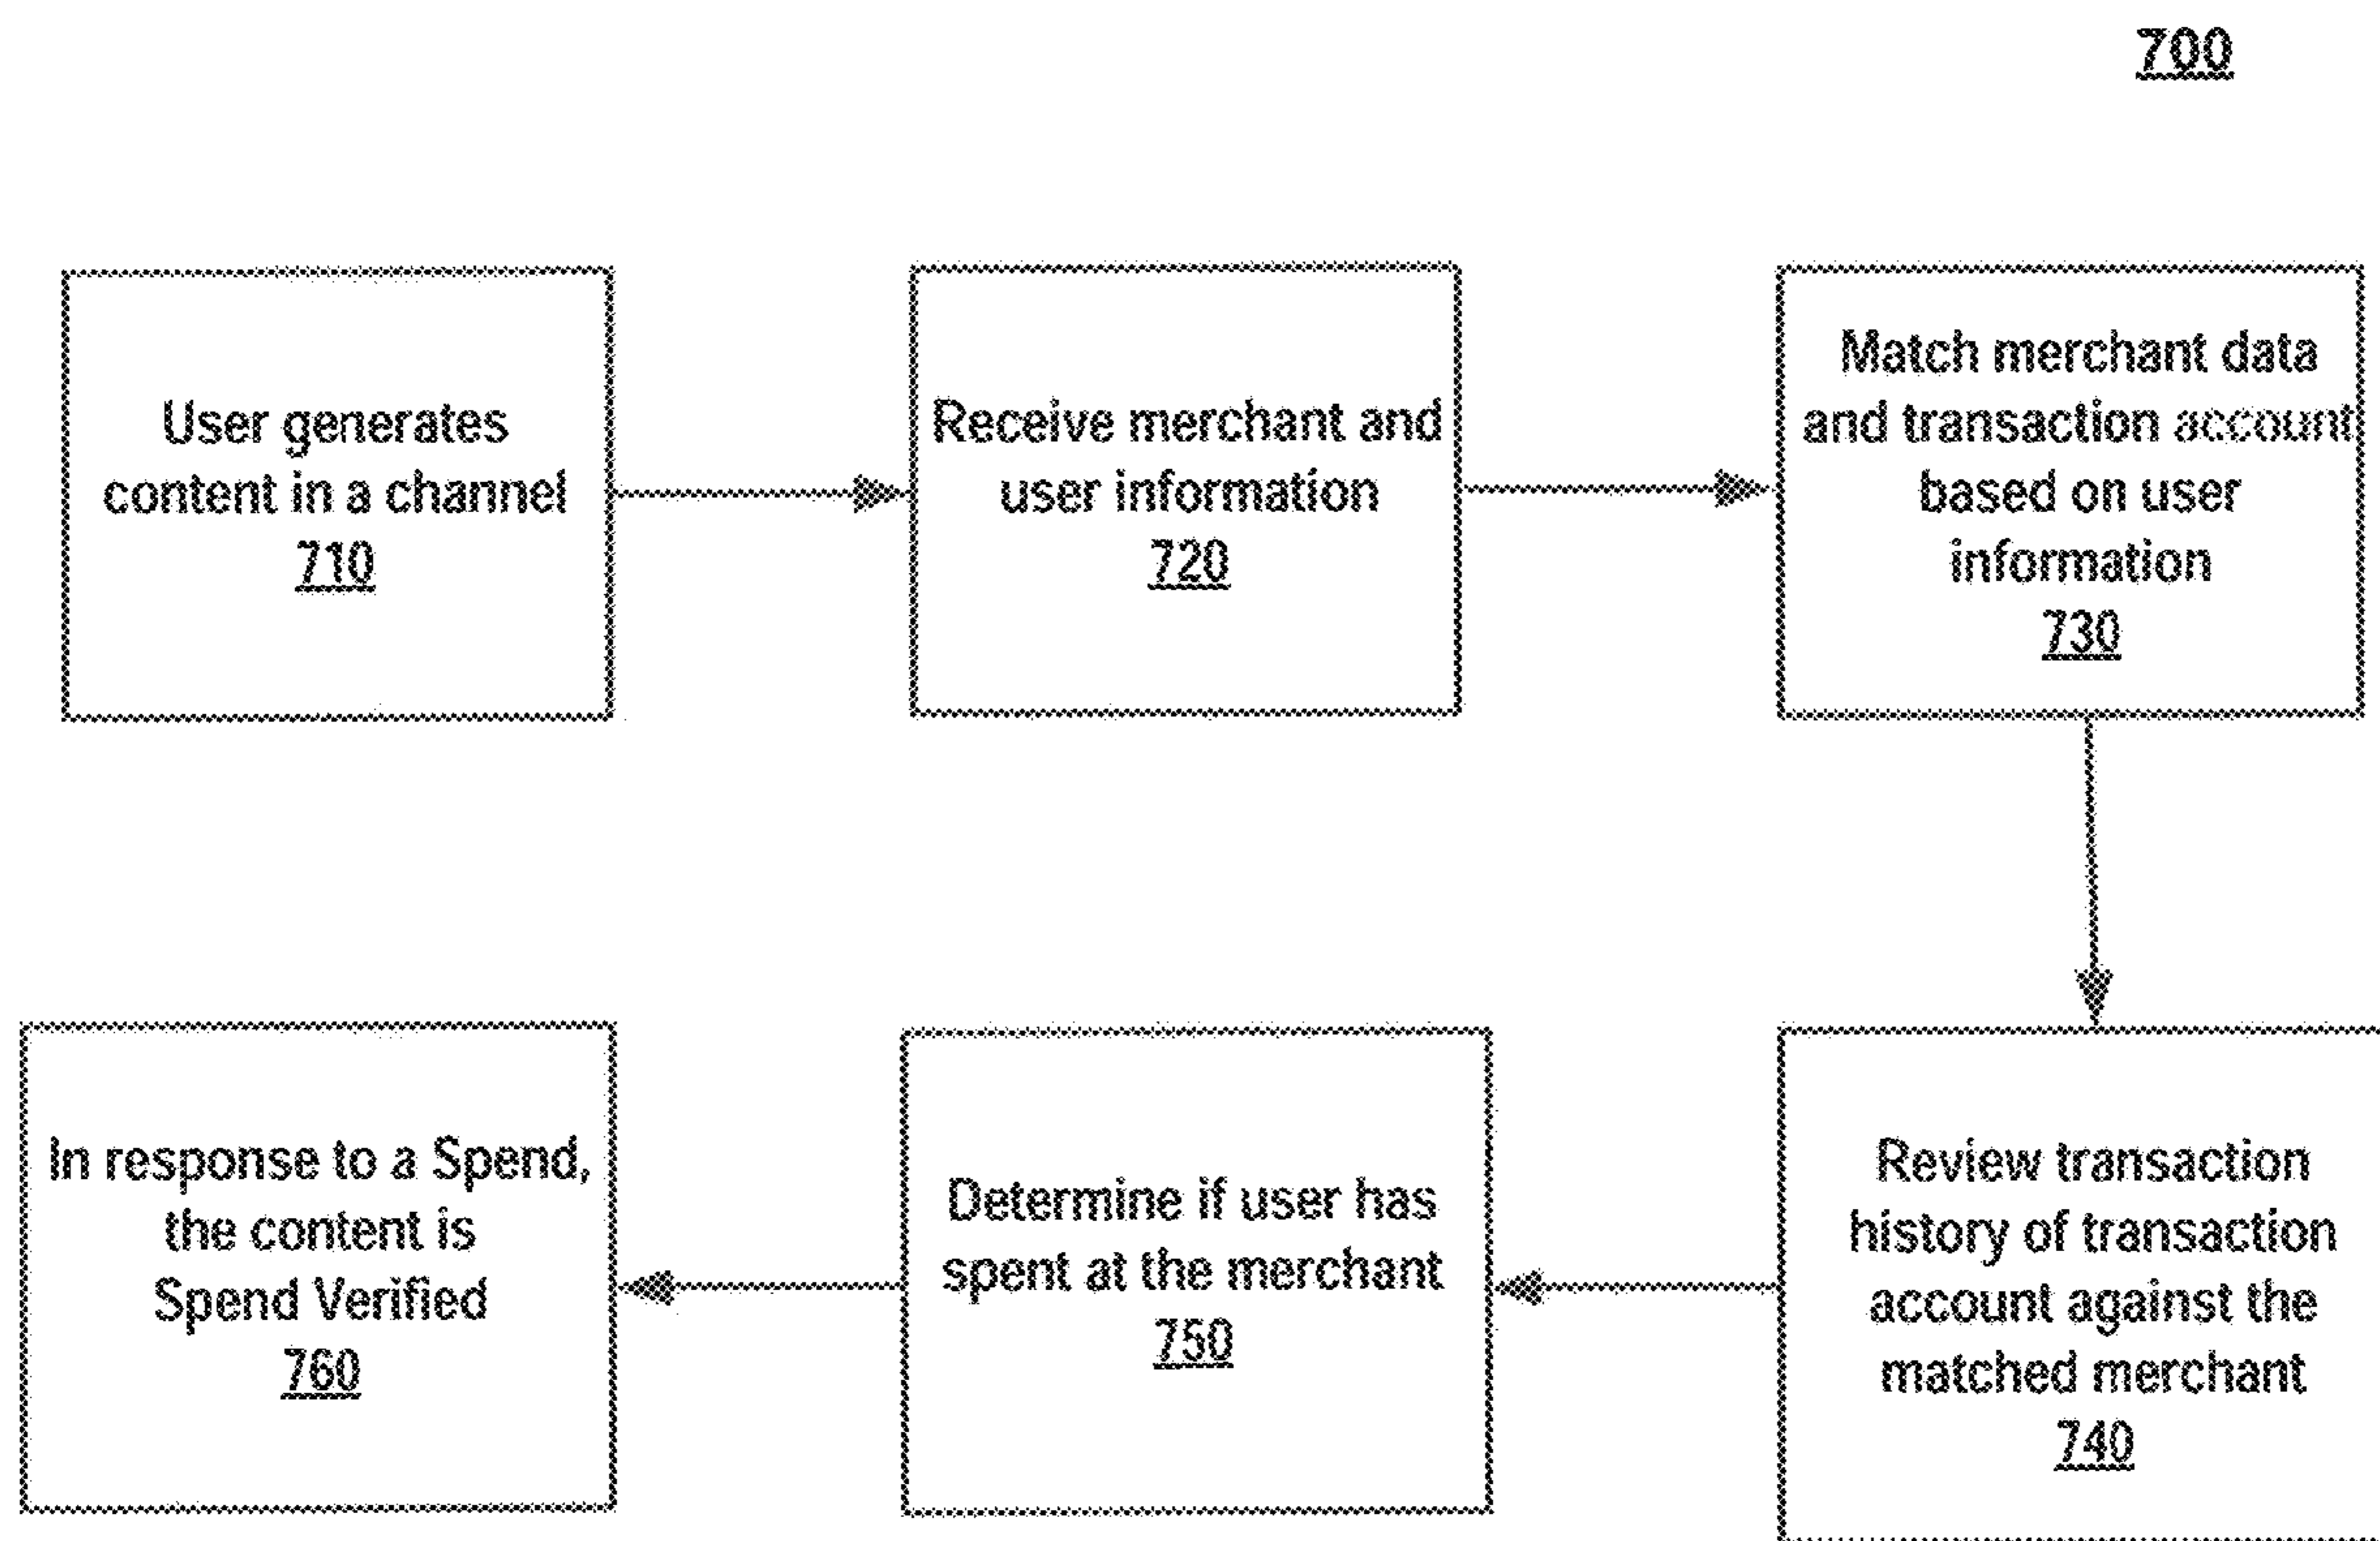 700
User generates
content in a channel
710
Receive merchant and
user information
720
Match merchant data
and transaction account
based on user
information
730
Review transaction
history of transaction
account against the
matched merchant
740
Determine if user has
spent at the merchant
750
In response to a Spend,
the content is
Spend Verified
760